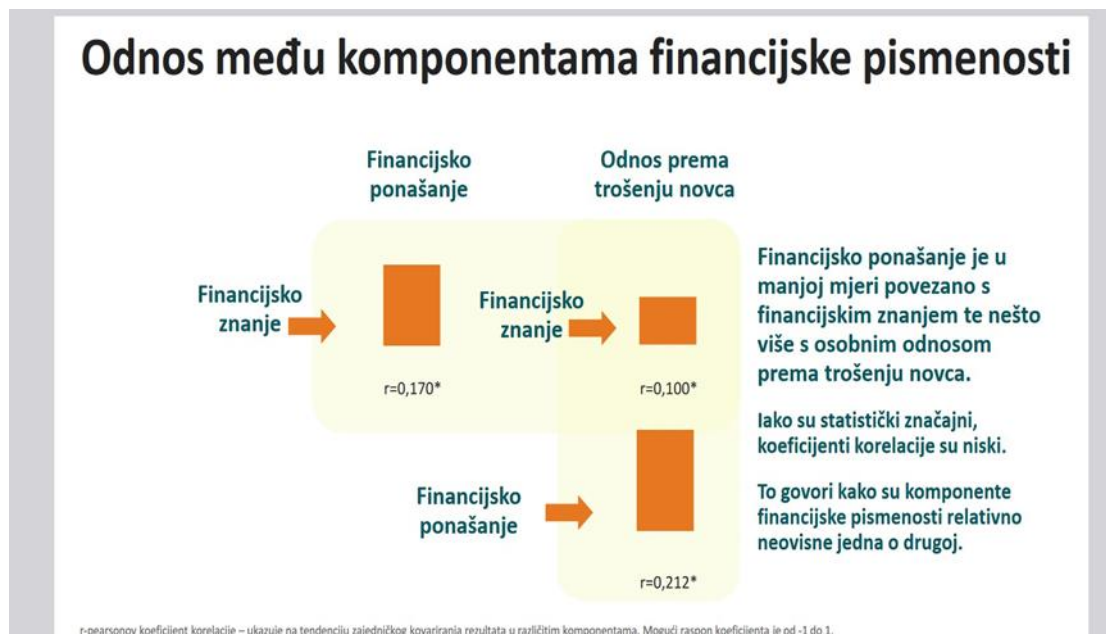 Odnos među komponentama financijske pismenosti
Financijsko
ponašanje
Odnos prema
trošenju novca
Financijsko
znanje
Financijsko
znanje
r=0,170*
r=0,100*
Financijsko
ponašanje
r=0,212*
Financijsko ponašanje je u
manjoj mjeri povezano s
financijskim znanjem te nešto
više s osobnim odnosom
prema trošenju novca.
Iako su statistički značajni,
koeficijenti korelacije su niski.
To govori kako su komponente
financijske pismenosti relativno
neovisne jedna o drugoj.
r-pearsonov koeficijent korelacije – ukazuje na tendenciju zajedničkog kovariranja rezultata u različitim komponentama. Mogući raspon koeficijenta je od -1 do 1.